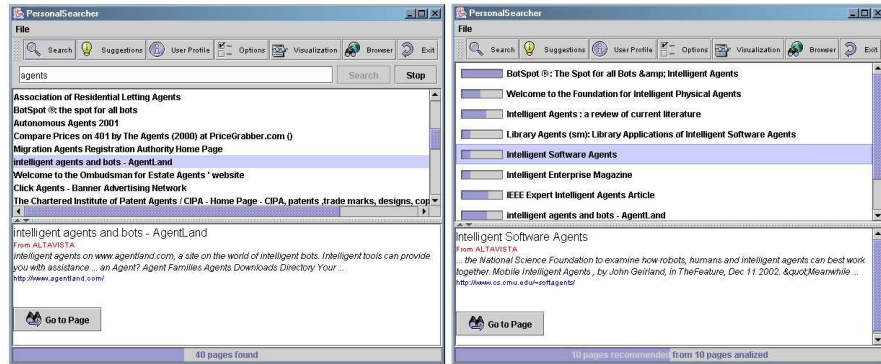 PersonalSearcher
File
Search Suggestions User Profile Options Visualization Browser Exit
agents Search Stop
Association of Residential Letting Agents
BotSpot ®: the spot for all bots
Autonomous Agents 2001
Compare Prices on 401 by The Agents (2000) at PriceGrabber.com ()
Migration Agents Registration Authority Home Page
intelligent agents and bots - AgentLand
Welcome to the Ombudsman for Estate Agents ' website
Click Agents - Banner Advertising Network
The Chartered Institute of Patent Agents / CIPA - Home Page - CIPA, patents ,trade marks, designs, cop
intelligent agents and bots - AgentLand
From ALTAVISTA
intelligent agents on www.agentland.com, a site on the world of intelligent bots. Intelligent tools can provide
you with assistance ... an Agent? Agent Families Agents Downloads Directory Your ...
http://www.agentland.com/
Go to Page
40 pages found
PersonalSearcher
File
Search Suggestions User Profile Options Visualization Browser Exit
BotSpot ®: The Spot for all Bots &amp; Intelligent Agents
Welcome to the Foundation for Intelligent Physical Agents
Intelligent Agents : a review of current literature
Library Agents (sm): Library Applications of Intelligent Software Agents
Intelligent Software Agents
Intelligent Enterprise Magazine
IEEE Expert Intelligent Agents Article
intelligent agents and bots - AgentLand
Intelligent Software Agents
From ALTAVISTA
... the National Science Foundation to examine how robots, humans and intelligent agents can best work
together. Mobile Intelligent Agents , by John Geirland, in TheFeature, Dec 11 2002. &quot;Meanwhile ...
http://www.cs.cmu.edu/~softagents/
Go to Page
10 pages recommended from 10 pages analized